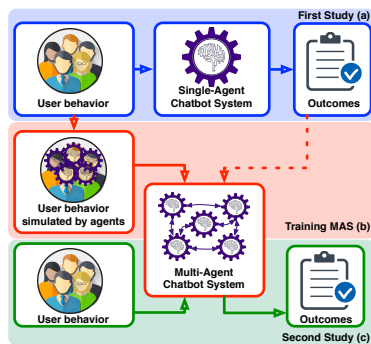 First Study (a)
User behavior
Single-Agent
Chatbot System
Outcomes
User behavior
simulated by agents
Training MAS (b)
Multi-Agent
Chatbot System
User behavior
Outcomes
Second Study (c)